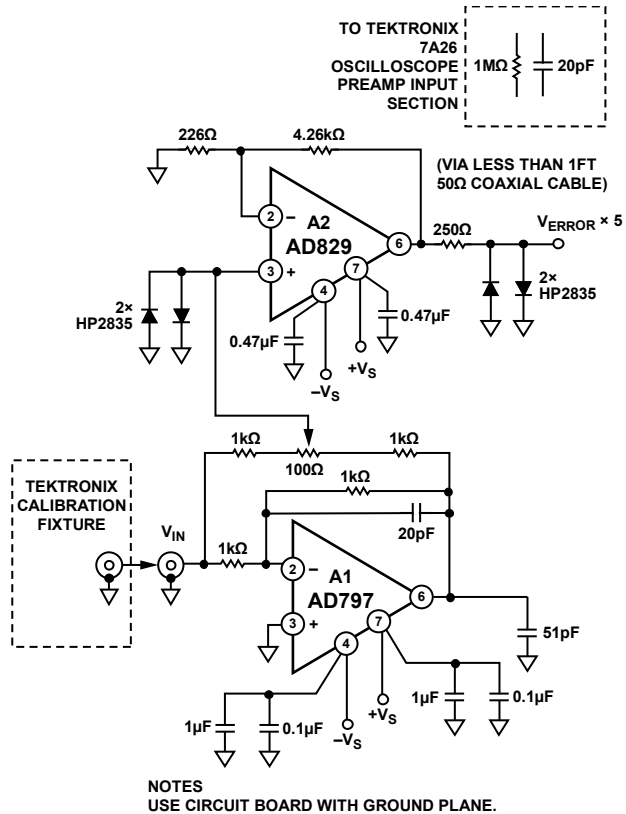 TO TEKTRONIX
7A26
OSCILLOSCOPE
PREAMP INPUT
SECTION
1MΩ
20pF
226Ω
4.26kΩ
(VIA LESS THAN 1FT
50Ω COAXIAL CABLE)
2
–
A2
AD829
6
250Ω
VERROR × 5
3
+
7
4
2×
HP2835
2×
HP2835
0.47µF
0.47µF
+VS
–VS
1kΩ
1kΩ
100Ω
1kΩ
20pF
TEKTRONIX
CALIBRATION
FIXTURE
VIN
1kΩ
2
–
A1
AD797
6
3
+
7
4
51pF
1µF
0.1µF
–VS
+VS
1µF
0.1µF
NOTES
USE CIRCUIT BOARD WITH GROUND PLANE.